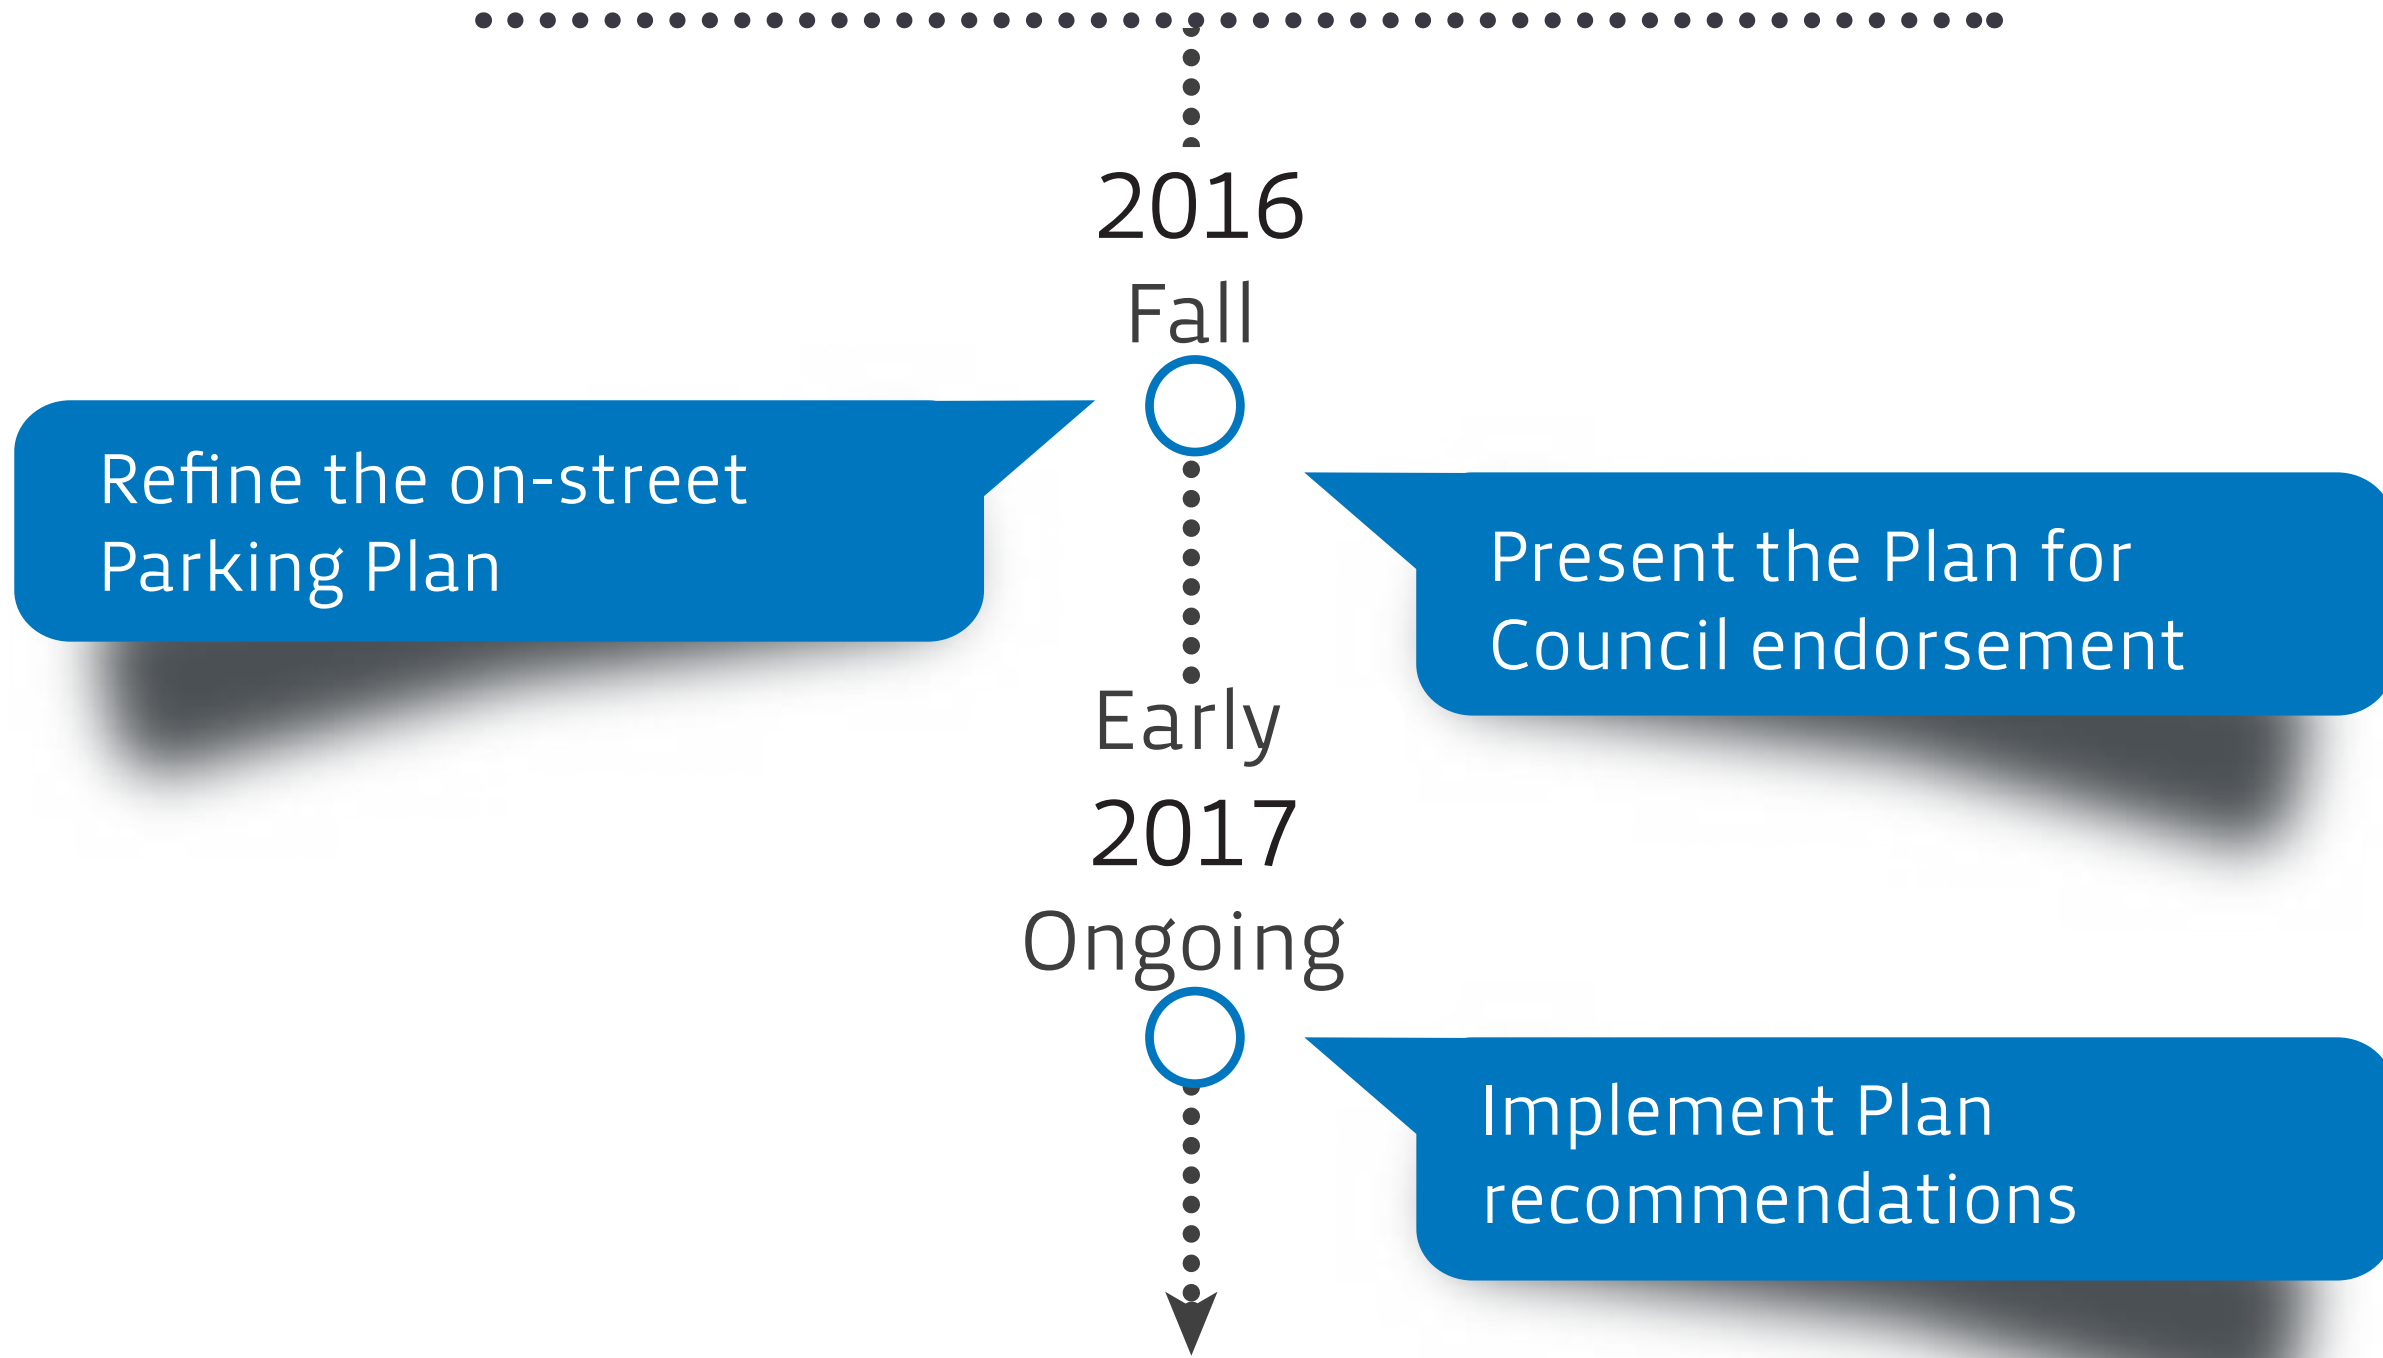 2016
Fall
Refine the on-street
Parking Plan
Present the Plan for
Council endorsement
Early
2017
Ongoing
Implement Plan
recommendations